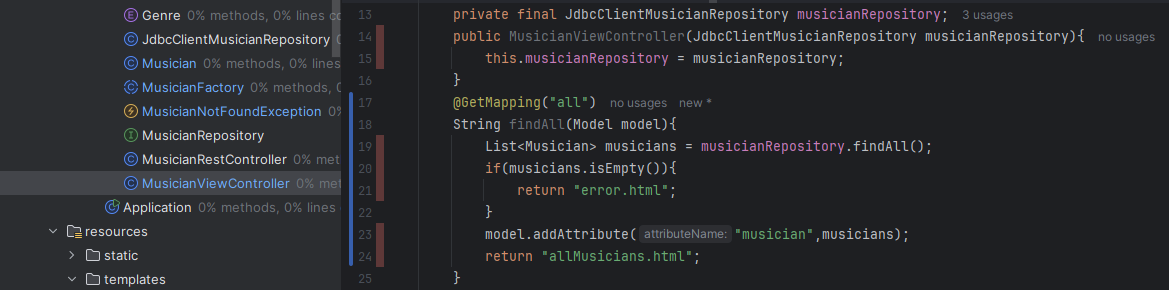 Genre 0% methods, 0% lines co
JdbcClientMusicianRepository 0%
Musician 0% methods, 0% lines
MusicianFactory 0% methods, 0%
MusicianNotFoundException 0%
MusicianRepository
MusicianRestController 0% met
MusicianViewController 0% met
Application 0% methods, 0% lines
resources
static
templates
13 private final JdbcClientMusicianRepository musicianRepository; 3 usages
14 public MusicianViewController(JdbcClientMusicianRepository musicianRepository){ no usages
15 this.musicianRepository = musicianRepository;
16 }
17 @GetMapping("all") no usages new *
18 String findAll(Model model){
19 List<Musician> musicians = musicianRepository.findAll();
20 if(musicians.isEmpty()){
21 return "error.html";
22 }
23 model.addAttribute( attributeName: "musician",musicians);
24 return "allMusicians.html";
25 }